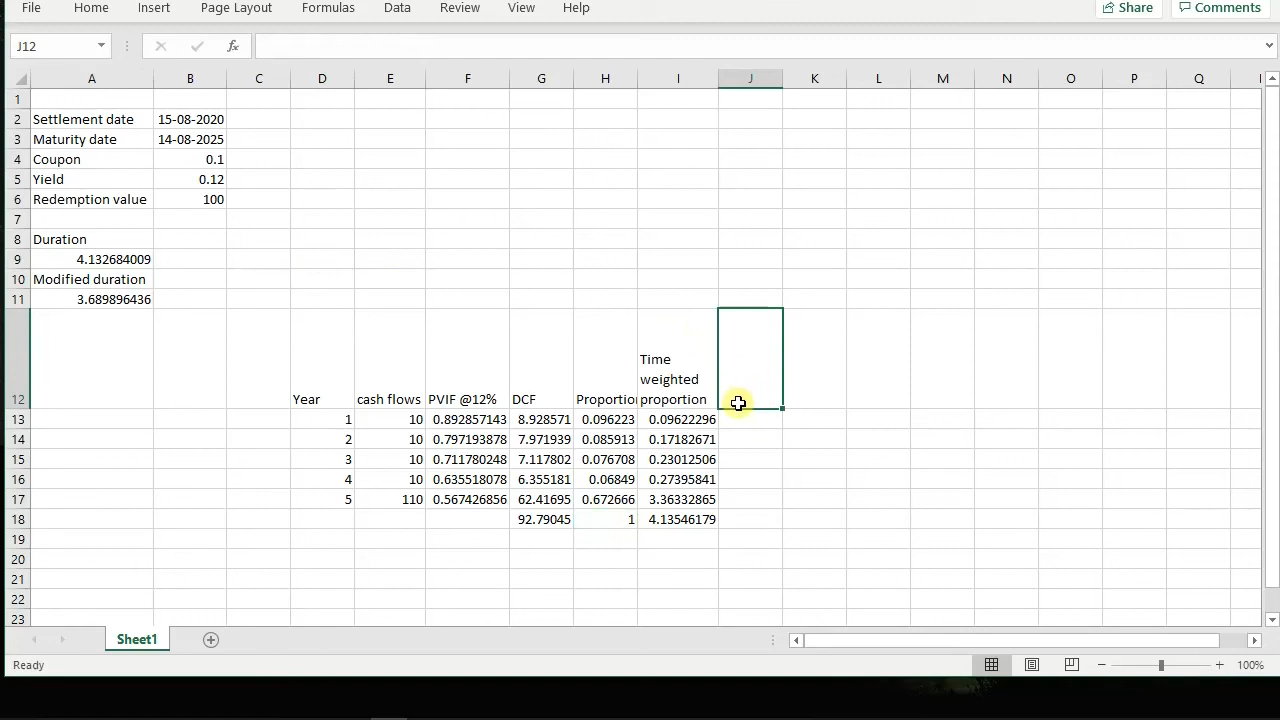 File Home Insert Page Layout Formulas Data Review View Help Share Comments
J12 fx
A B C D E F G H I J K L M N O P Q
1
2 Settlement date 15-08-2020
3 Maturity date 14-08-2025
4 Coupon 0.1
5 Yield 0.12
6 Redemption value 100
7
8 Duration
9 4.132684009
10 Modified duration
11 3.689896436
Time
weighted
12 Year cash flows PVIF @12% DCF Proportio proportion
13 1 10 0.892857143 8.928571 0.096223 0.09622296
14 2 10 0.797193878 7.971939 0.085913 0.17182671
15 3 10 0.711780248 7.117802 0.076708 0.23012506
16 4 10 0.635518078 6.355181 0.06849 0.27395841
17 5 110 0.567426856 62.41695 0.672666 3.36332865
18 92.79045 1 4.13546179
19
20
21
22
23
Sheet1
Ready 100%